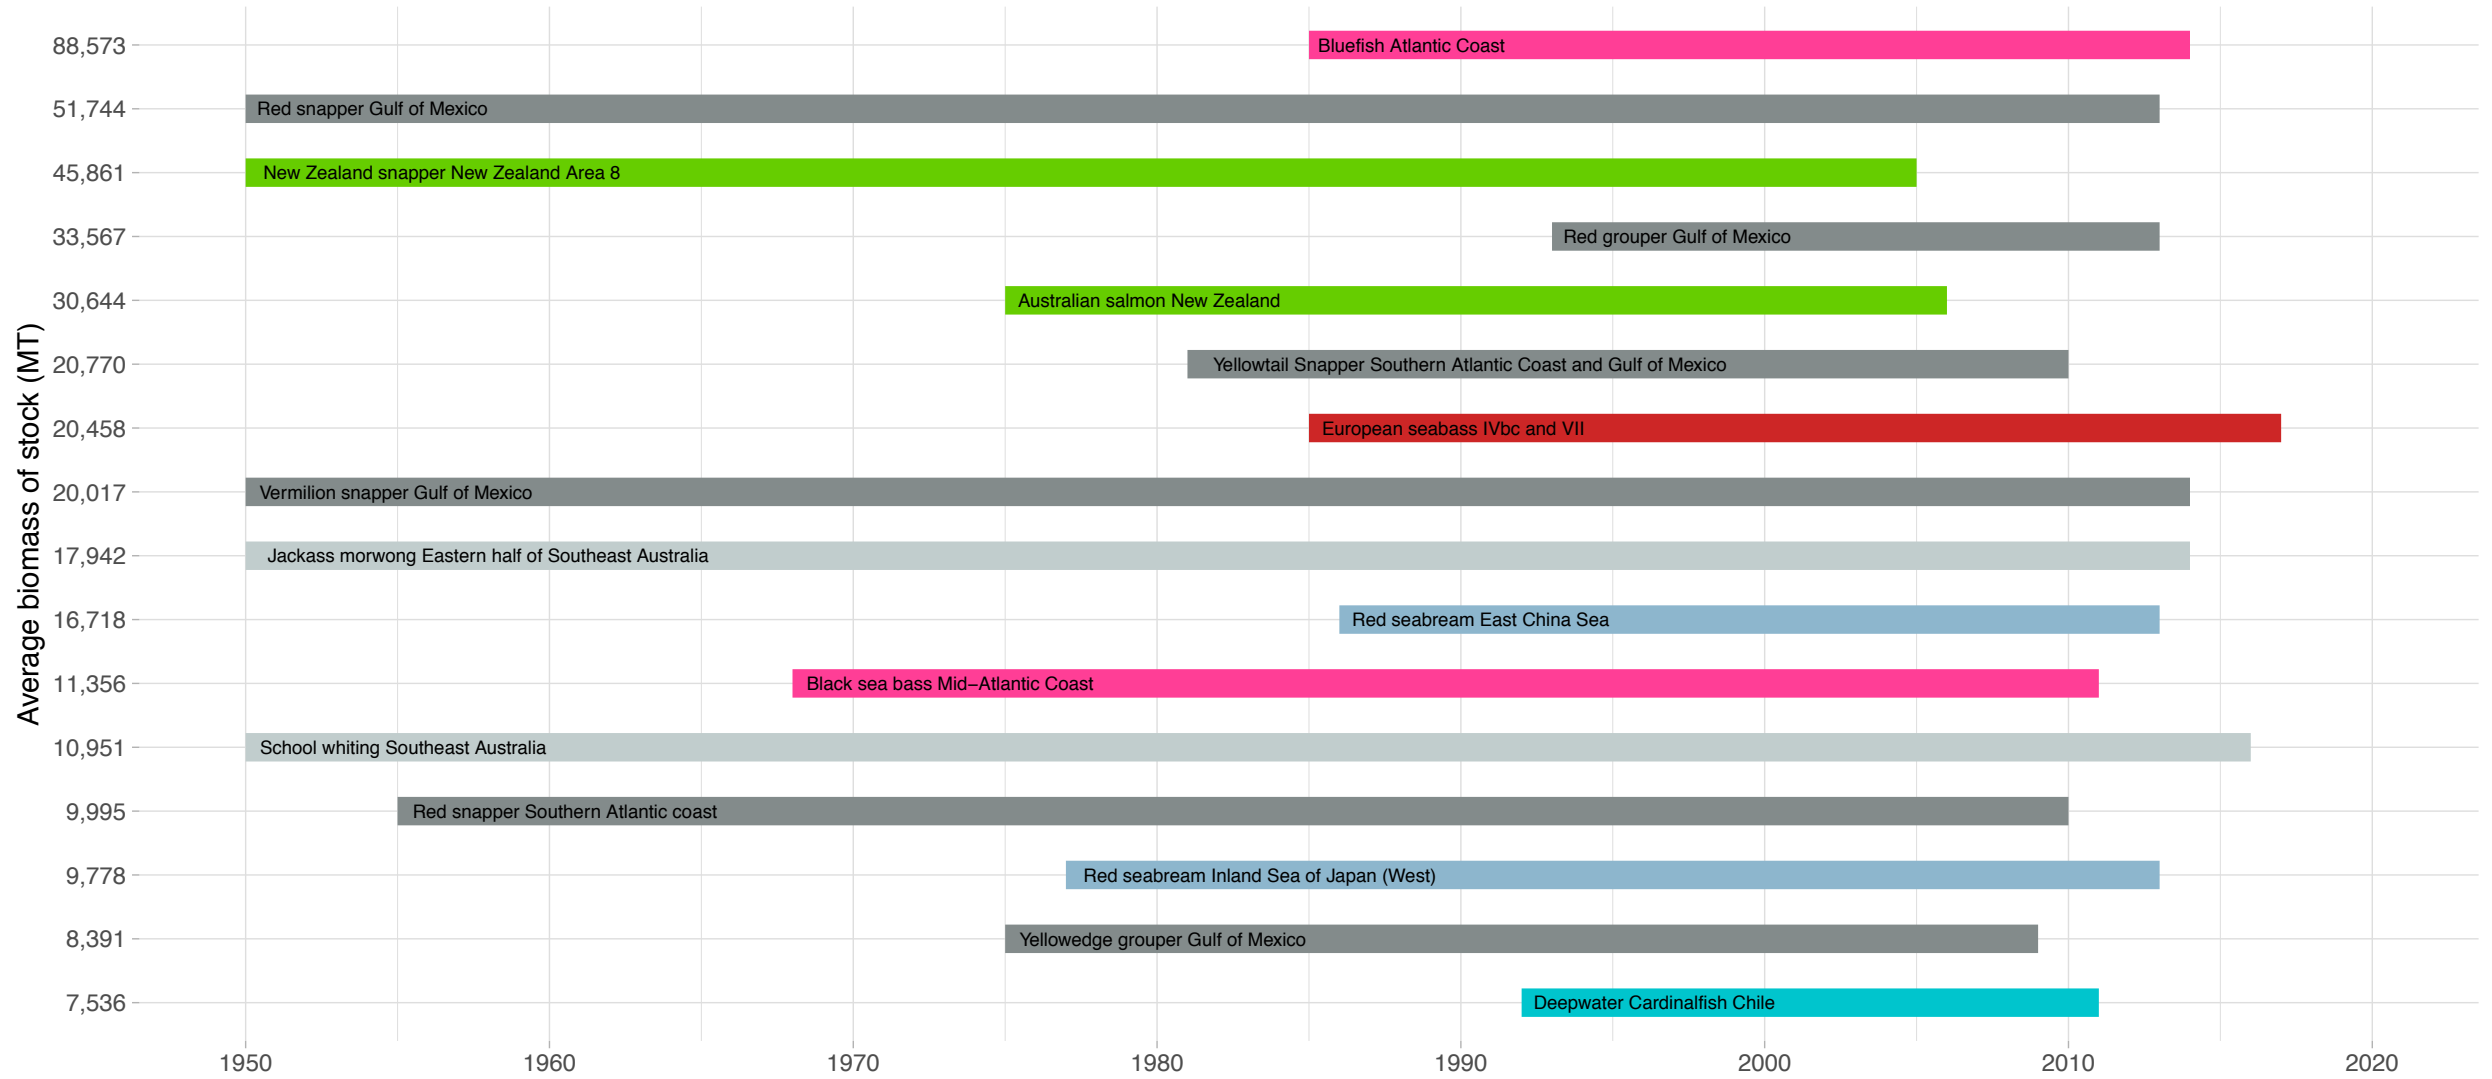 88,573
Bluefish Atlantic Coast
51,744
Red snapper Gulf of Mexico
45,861
New Zealand snapper New Zealand Area 8
33,567
Red grouper Gulf of Mexico
30,644
Australian salmon New Zealand
20,770
Yellowtail Snapper Southern Atlantic Coast and Gulf of Mexico
20,458
European seabass IVbc and VII
20,017
Vermilion snapper Gulf of Mexico
17,942
Jackass morwong Eastern half of Southeast Australia
16,718
Red seabream East China Sea
11,356
Black sea bass Mid−Atlantic Coast
10,951
School whiting Southeast Australia
9,995
Red snapper Southern Atlantic coast
9,778
Red seabream Inland Sea of Japan (West)
8,391
Yellowedge grouper Gulf of Mexico
7,536
Deepwater Cardinalfish Chile
Average biomass of stock (MT)
1950 1960 1970 1980 1990 2000 2010 2020